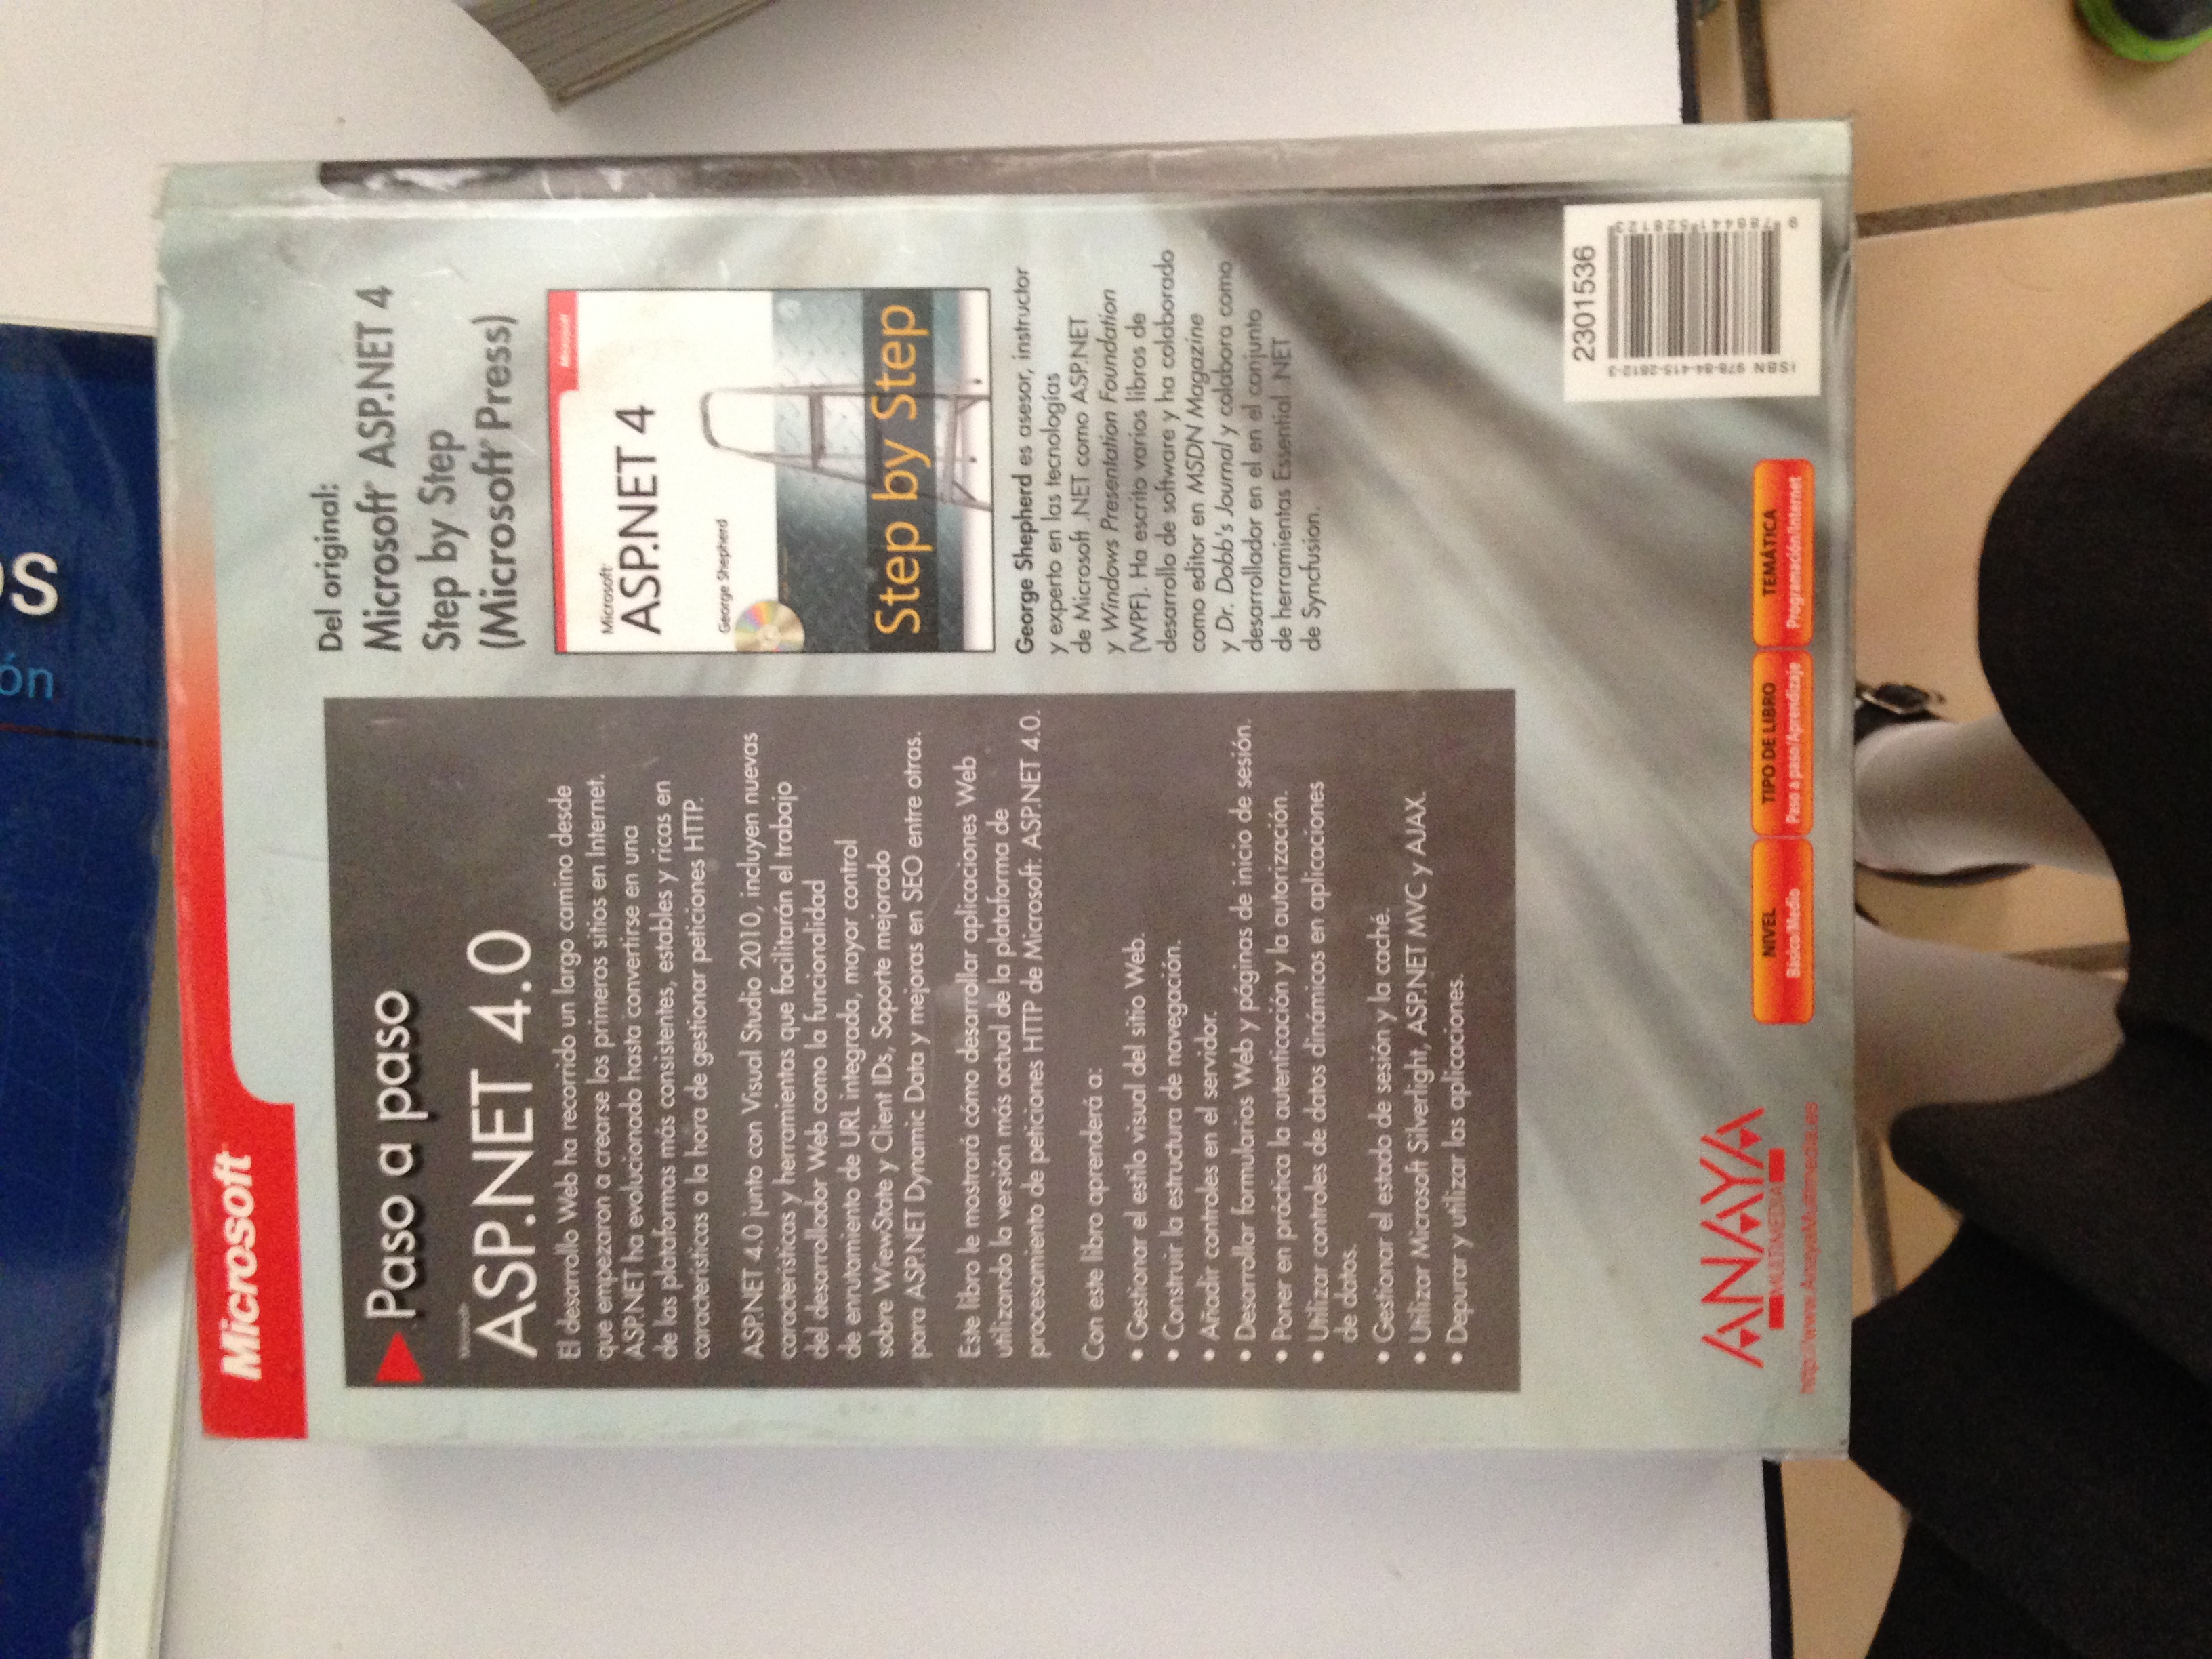 os
ón
Microsoft
Paso a paso
Microsoft
ASP.NET 4.0
El desarrollo Web ha recorrido un largo camino desde
que empezaron a crearse los primeros sitios en Internet.
ASP.NET ha evolucionado hasta convertirse en una
de las plataformas más consistentes, estables y ricas en
características a la hora de gestionar peticiones HTTP.
ASP.NET 4.0 junto con Visual Studio 2010, incluyen nuevas
características y herramientas que facilitarán el trabajo
del desarrollador Web como la funcionalidad
de enrutamiento de URL integrada, mayor control
sobre WiewState y Client IDs, Soporte mejorado
para ASP.NET Dynamic Data y mejoras en SEO entre otras.
Este libro le mostrará cómo desarrollar aplicaciones Web
utilizando la versión más actual de la plataforma de
procesamiento de peticiones HTTP de Microsoft: ASP.NET 4.0.
Con este libro aprenderá a:
• Gestionar el estilo visual del sitio Web.
• Construir la estructura de navegación.
• Añadir controles en el servidor.
• Desarrollar formularios Web y páginas de inicio de sesión.
• Poner en práctica la autenticación y la autorización.
• Utilizar controles de datos dinámicos en aplicaciones
de datos.
• Gestionar el estado de sesión y la caché.
• Utilizar Microsoft Silverlight, ASP.NET MVC y AJAX.
• Depurar y utilizar las aplicaciones.
Del original:
Microsoft® ASP.NET 4
Step by Step
(Microsoft® Press)
Microsoft
Microsoft®
ASP.NET 4
George Shepherd
Step by Step
George Shepherd es asesor, instructor
y experto en las tecnologías
de Microsoft .NET como ASP.NET
y Windows Presentation Foundation
(WPF). Ha escrito varios libros de
desarrollo de software y ha colaborado
como editor en MSDN Magazine
y Dr. Dobb's Journal y colabora como
desarrollador en el en el conjunto
de herramientas Essential .NET
de Syncfusion.
2301536
ISBN 978-84-415-2812-3
9 788441 528123
ANAYA
MULTIMEDIA
http://www.AnayaMultimedia.es
NIVEL
Básico/Medio
TIPO DE LIBRO
Paso a paso/Aprendizaje
TEMÁTICA
Programación/Internet